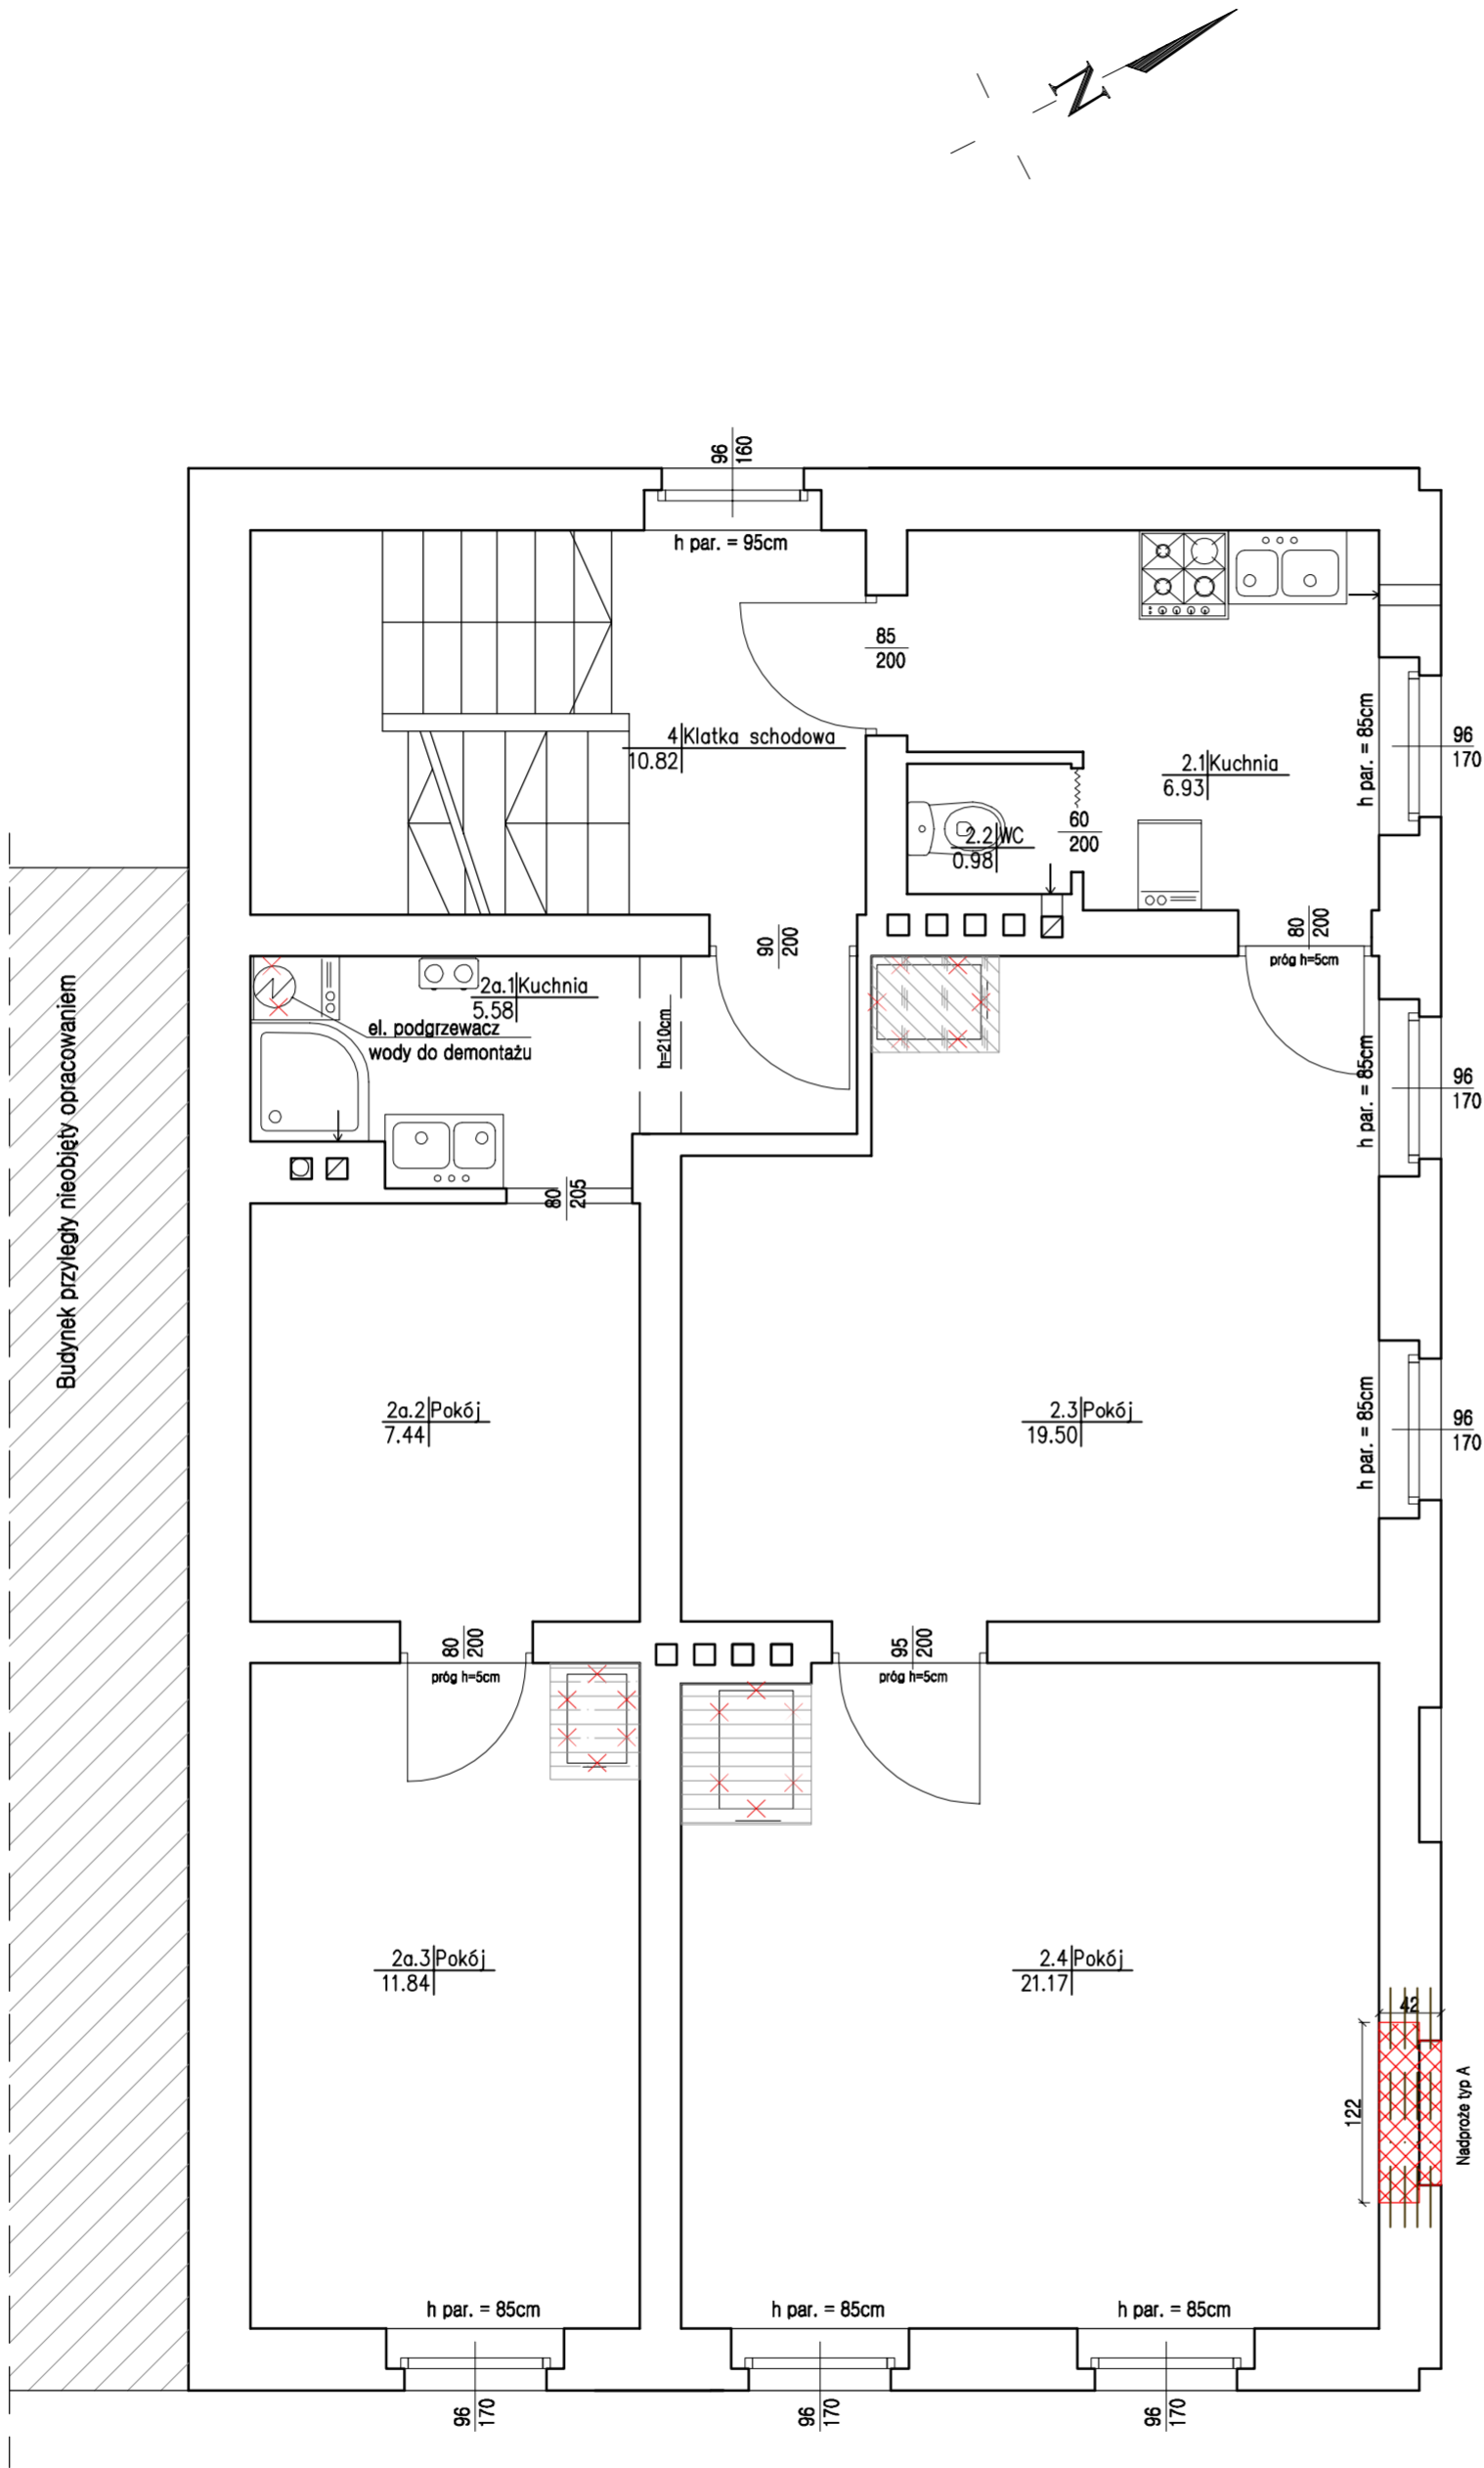 N
96
160
h par. = 95cm
85
200
4 Klatka schodowa
10.82
2.1 Kuchnia
6.93
h par. = 85cm
96
170
60
200
2.2 WC
0.98
90
200
80
200
próg h=5cm
2a.1 Kuchnia
5.58
el. podgrzewacz
wody do demontażu
h=210cm
h par. = 85cm
96
170
Budynek przyległy nieobjęty opracowaniem
80
205
2a.2 Pokój
7.44
2.3 Pokój
19.50
h par. = 85cm
96
170
80
200
próg h=5cm
95
200
próg h=5cm
2a.3 Pokój
11.84
2.4 Pokój
21.17
42
122
Nadproże typ A
h par. = 85cm
h par. = 85cm
h par. = 85cm
96
170
96
170
96
170